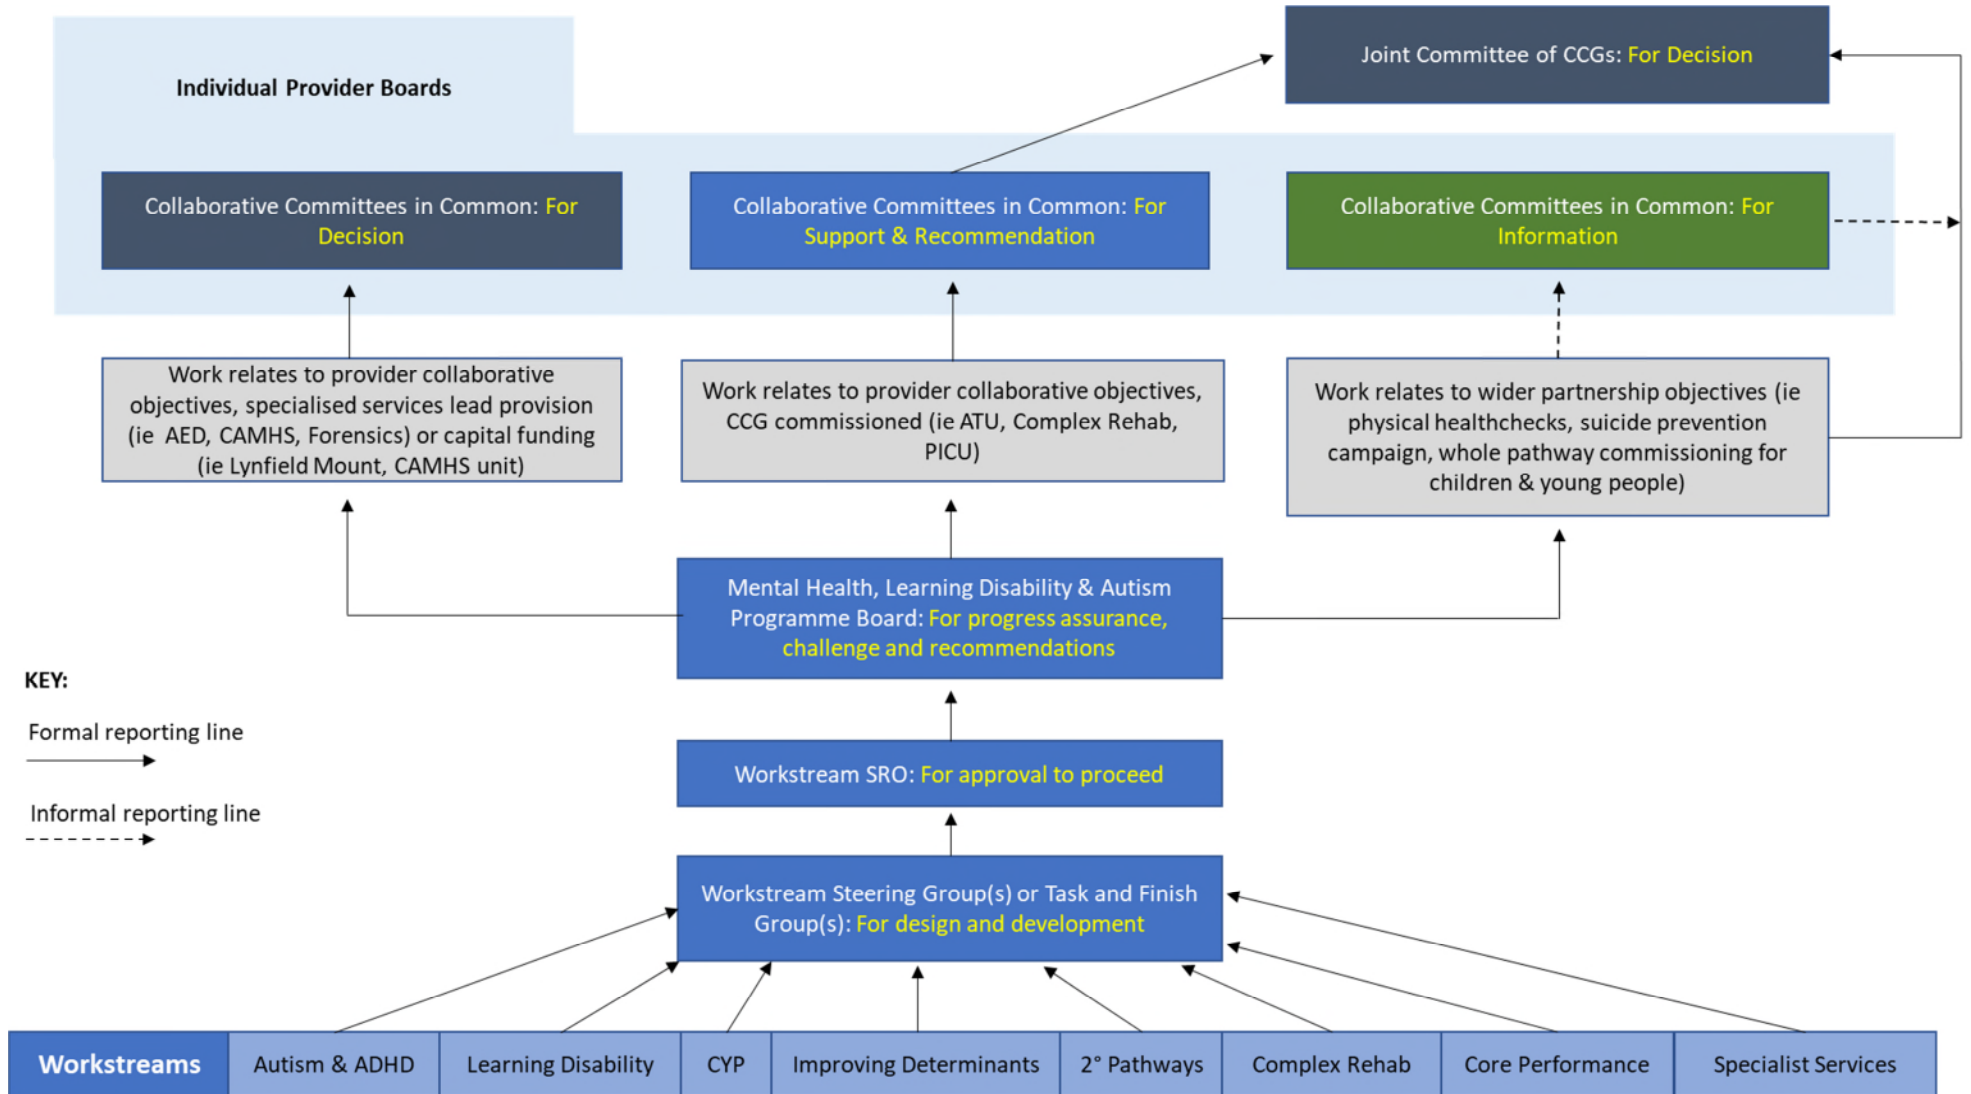 Individual Provider Boards
Joint Committee of CCGs: For Decision
Collaborative Committees in Common: For
Decision
Collaborative Committees in Common: For
Support & Recommendation
Collaborative Committees in Common: For
Information
Work relates to provider collaborative
objectives, specialised services lead provision
(ie AED, CAMHS, Forensics) or capital funding
(ie Lynfield Mount, CAMHS unit)
Work relates to provider collaborative objectives,
CCG commissioned (ie ATU, Complex Rehab,
PICU)
Work relates to wider partnership objectives (ie
physical healthchecks, suicide prevention
campaign, whole pathway commissioning for
children & young people)
Mental Health, Learning Disability & Autism
Programme Board: For progress assurance,
challenge and recommendations
KEY:
Formal reporting line
Informal reporting line
Workstream SRO: For approval to proceed
Workstream Steering Group(s) or Task and Finish
Group(s): For design and development
Workstreams
Autism & ADHD
Learning Disability
CYP
Improving Determinants
2° Pathways
Complex Rehab
Core Performance
Specialist Services